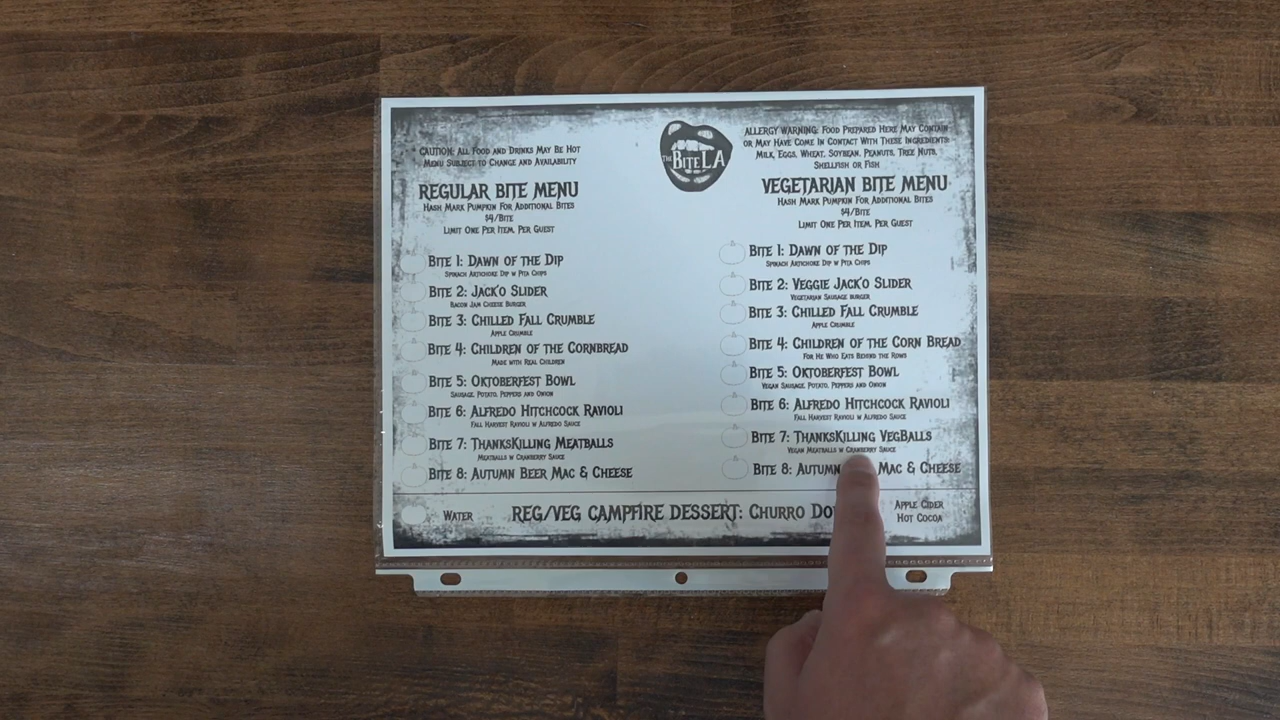 * CAUTION: ALL FOOD AND DRINKS MAY BE HOT
MENU SUBJECT TO CHANGE AND AVAILABILITY
REGULAR BITE MENU
HASH MARK PUMPKIN FOR ADDITIONAL BITES
$4/BITE
LIMIT ONE PER ITEM, PER GUEST
BITE 1: DAWN OF THE DIP
SPINACH ARTICHOKE DIP W PITA CHIPS
BITE 2: JACK'O SLIDER
BACON JAM CHEESE BURGER
BITE 3: CHILLED FALL CRUMBLE
APPLE CRUMBLE
BITE 4: CHILDREN OF THE CORNBREAD
MADE WITH REAL CHILDREN
BITE 5: OKTOBERFEST BOWL
SAUSAGE, POTATO, PEPPERS AND ONION
BITE 6: ALFREDO HITCHCOCK RAVIOLI
FALL HARVEST RAVIOLI W ALFREDO SAUCE
BITE 7: THANKSKILLING MEATBALLS
MEATBALLS W CRANBERRY SAUCE
BITE 8: AUTUMN BEER MAC & CHEESE
THE BITE LA
ALLERGY WARNING: FOOD PREPARED HERE MAY CONTAIN
OR MAY HAVE COME IN CONTACT WITH THESE INGREDIENTS:
MILK, EGGS, WHEAT, SOYBEAN, PEANUTS, TREE NUTS,
SHELLFISH OR FISH
VEGETARIAN BITE MENU
HASH MARK PUMPKIN FOR ADDITIONAL BITES
$4/BITE
LIMIT ONE PER ITEM, PER GUEST
BITE 1: DAWN OF THE DIP
SPINACH ARTICHOKE DIP W PITA CHIPS
BITE 2: VEGGIE JACK'O SLIDER
VEGETARIAN SAUSAGE BURGER
BITE 3: CHILLED FALL CRUMBLE
APPLE CRUMBLE
BITE 4: CHILDREN OF THE CORN BREAD
FOR HE WHO EATS BEHIND THE ROWS
BITE 5: OKTOBERFEST BOWL
VEGAN SAUSAGE, POTATO, PEPPERS AND ONION
BITE 6: ALFREDO HITCHCOCK RAVIOLI
FALL HARVEST RAVIOLI W ALFREDO SAUCE
BITE 7: THANKSKILLING VEGBALLS
VEGAN MEATBALLS W CRANBERRY SAUCE
BITE 8: AUTUMN MAC & CHEESE
WATER
REG/VEG CAMPFIRE DESSERT: CHURRO
APPLE CIDER
HOT COCOA